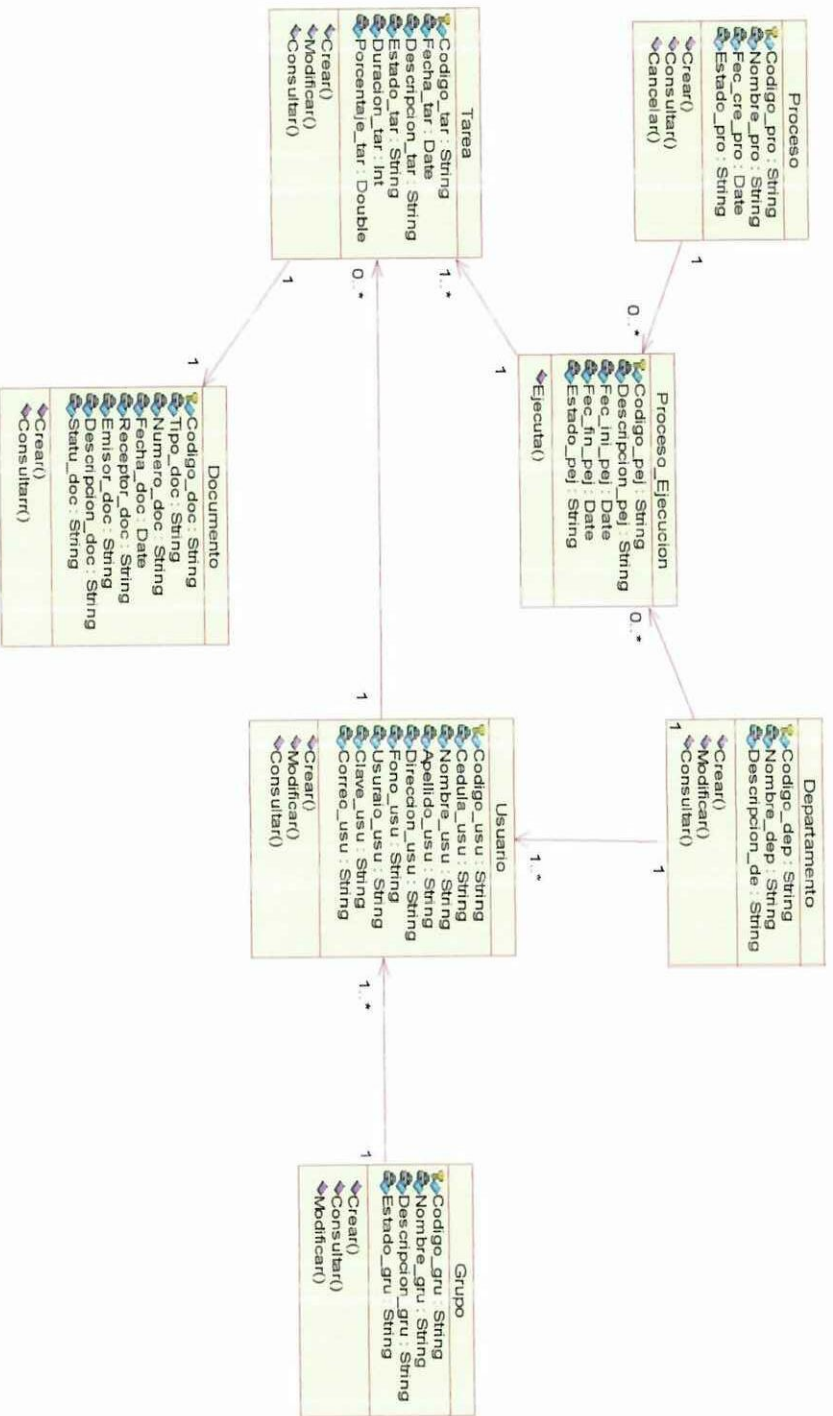 Proceso
Codigo_pro : String
Nombre_pro : String
Fec_cre_pro : Date
Estado_pro : String
Crear()
Consultar()
Cancelar()
1
0..*
Proceso_Ejecucion
Codigo_pej : String
Descripcion_pej : String
Fec_ini_pej : Date
Fec_fin_pej : Date
Estado_pej : String
Ejecuta()
0..*
1
Departamento
Codigo_dep : String
Nombre_dep : String
Descripcion_de : String
Crear()
Modificar()
Consultar()
1
1..*
1
1..*
Tarea
Codigo_tar : String
Fecha_tar : Date
Descripcion_tar : String
Estado_tar : String
Duracion_tar : Int
Porcentaje_tar : Double
Crear()
Modificar()
Consultar()
0..*
1
Usuario
Codigo_usu : String
Cedula_usu : String
Nombre_usu : String
Apellido_usu : String
Direccion_usu : String
Fono_usu : String
Usuraio_usu : String
Clave_usu : String
Correo_usu : String
Crear()
Modificar()
Consultar()
1..*
1
Grupo
Codigo_gru : String
Nombre_gru : String
Descripcion_gru : String
Estado_gru : String
Crear()
Consultar()
Modificar()
1
1
Documento
Codigo_doc : String
Tipo_doc : String
Numero_doc : String
Fecha_doc : Date
Receptor_doc : String
Emisor_doc : String
Descripcion_doc : String
Statu_doc : String
Crear()
Consultarr()